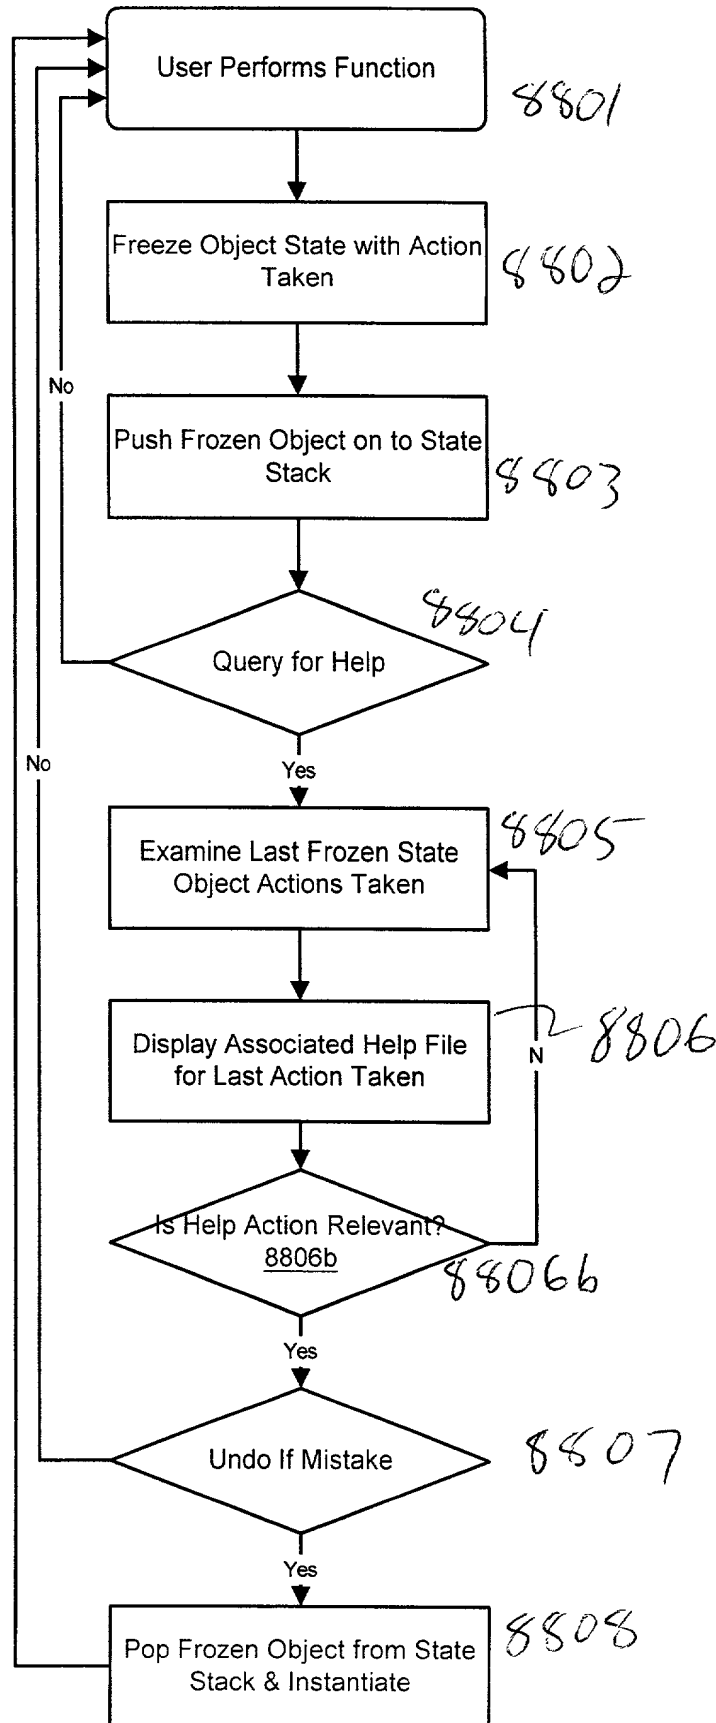 User Performs Function
8801
Freeze Object State with Action
Taken
8802
No
Push Frozen Object on to State
Stack
8803
8804
Query for Help
No
Yes
8805
Examine Last Frozen State
Object Actions Taken
Display Associated Help File
for Last Action Taken
8806
N
Is Help Action Relevant?
8806b
8806b
Yes
Undo If Mistake
8807
Yes
8808
Pop Frozen Object from State
Stack & Instantiate